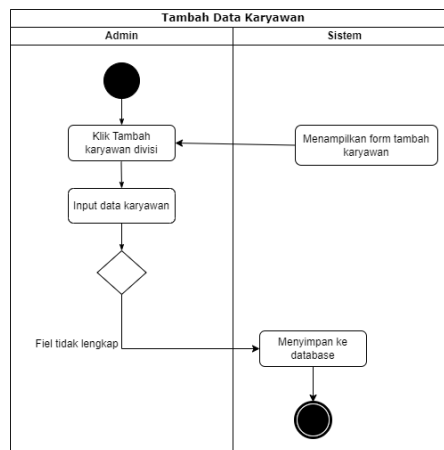 Tambah Data Karyawan
Admin
Sistem
Klik Tambah
karyawan divisi
Menampilkan form tambah
karyawan
Input data karyawan
Fiel tidak lengkap
Menyimpan ke
database